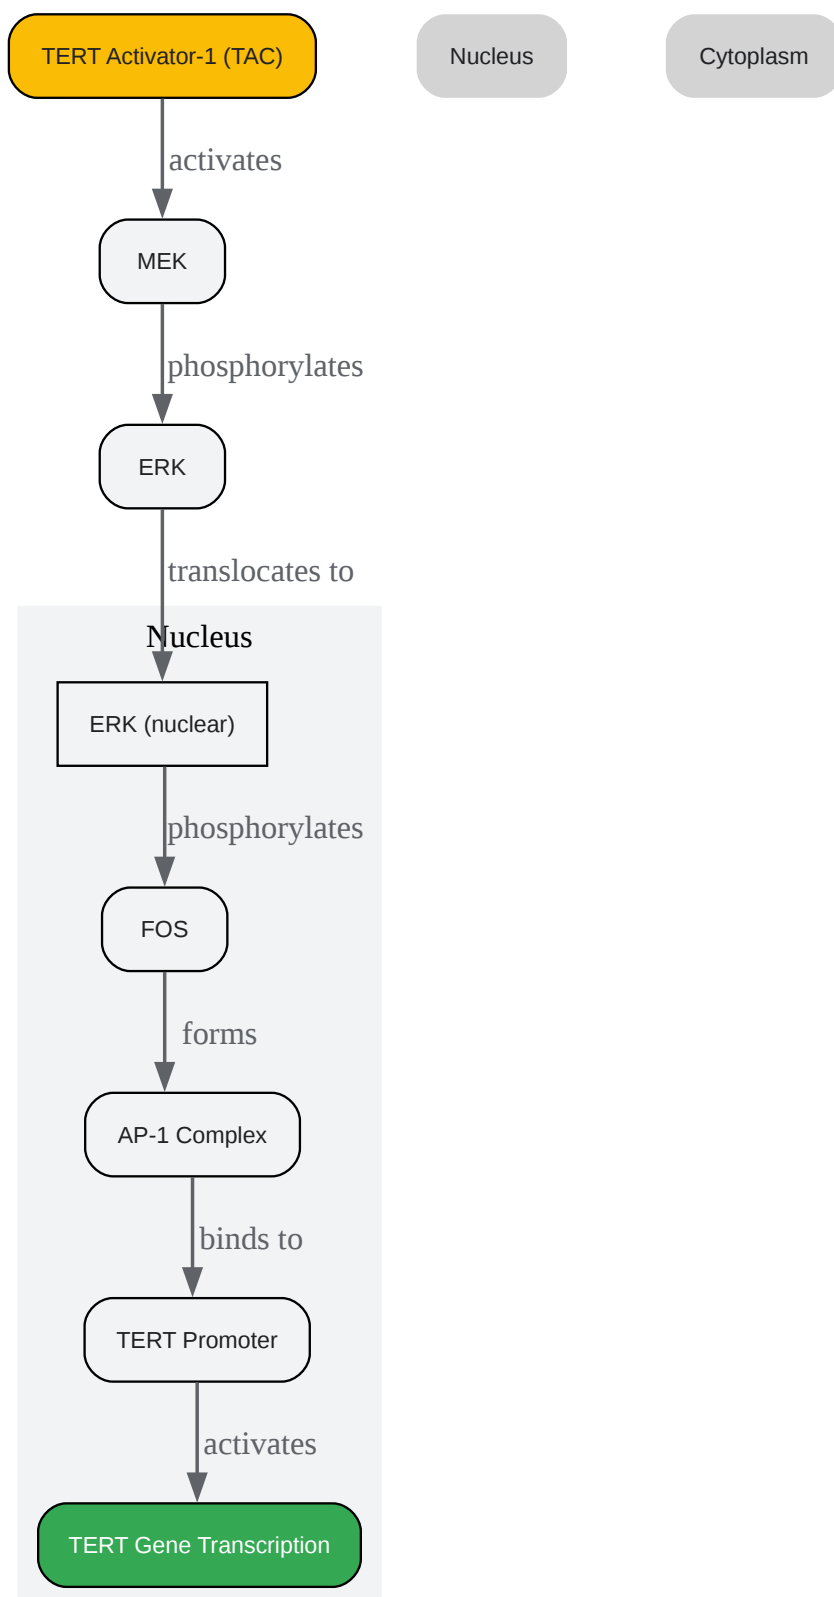 TERT Activator-1 (TAC)
Nucleus
Cytoplasm
activates
MEK
phosphorylates
ERK
translocates to
Nucleus
ERK (nuclear)
phosphorylates
FOS
forms
AP-1 Complex
binds to
TERT Promoter
activates
TERT Gene Transcription